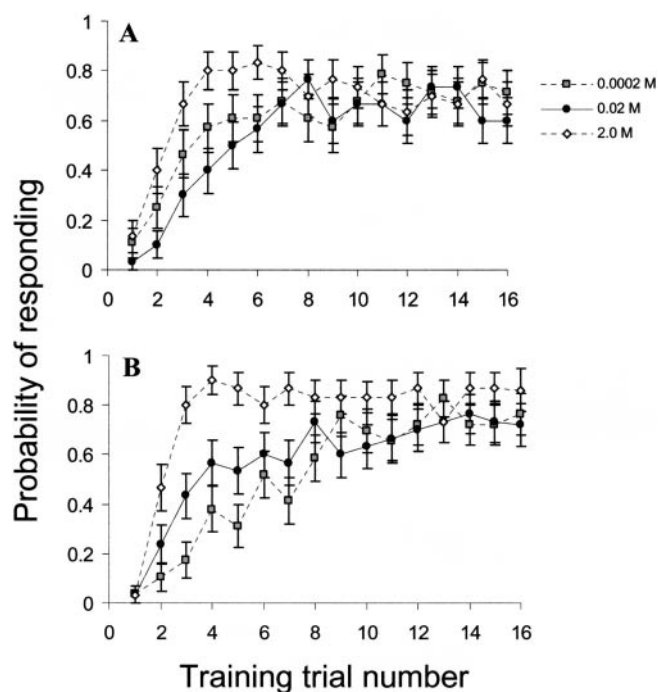 A
1
0.8
0.6
0.4
0.2
0
0 2 4 6 8 10 12 14 16
0.0002 M
0.02 M
2.0 M
B
1
0.8
0.6
0.4
0.2
0
0 2 4 6 8 10 12 14 16
Probability of responding
Training trial number